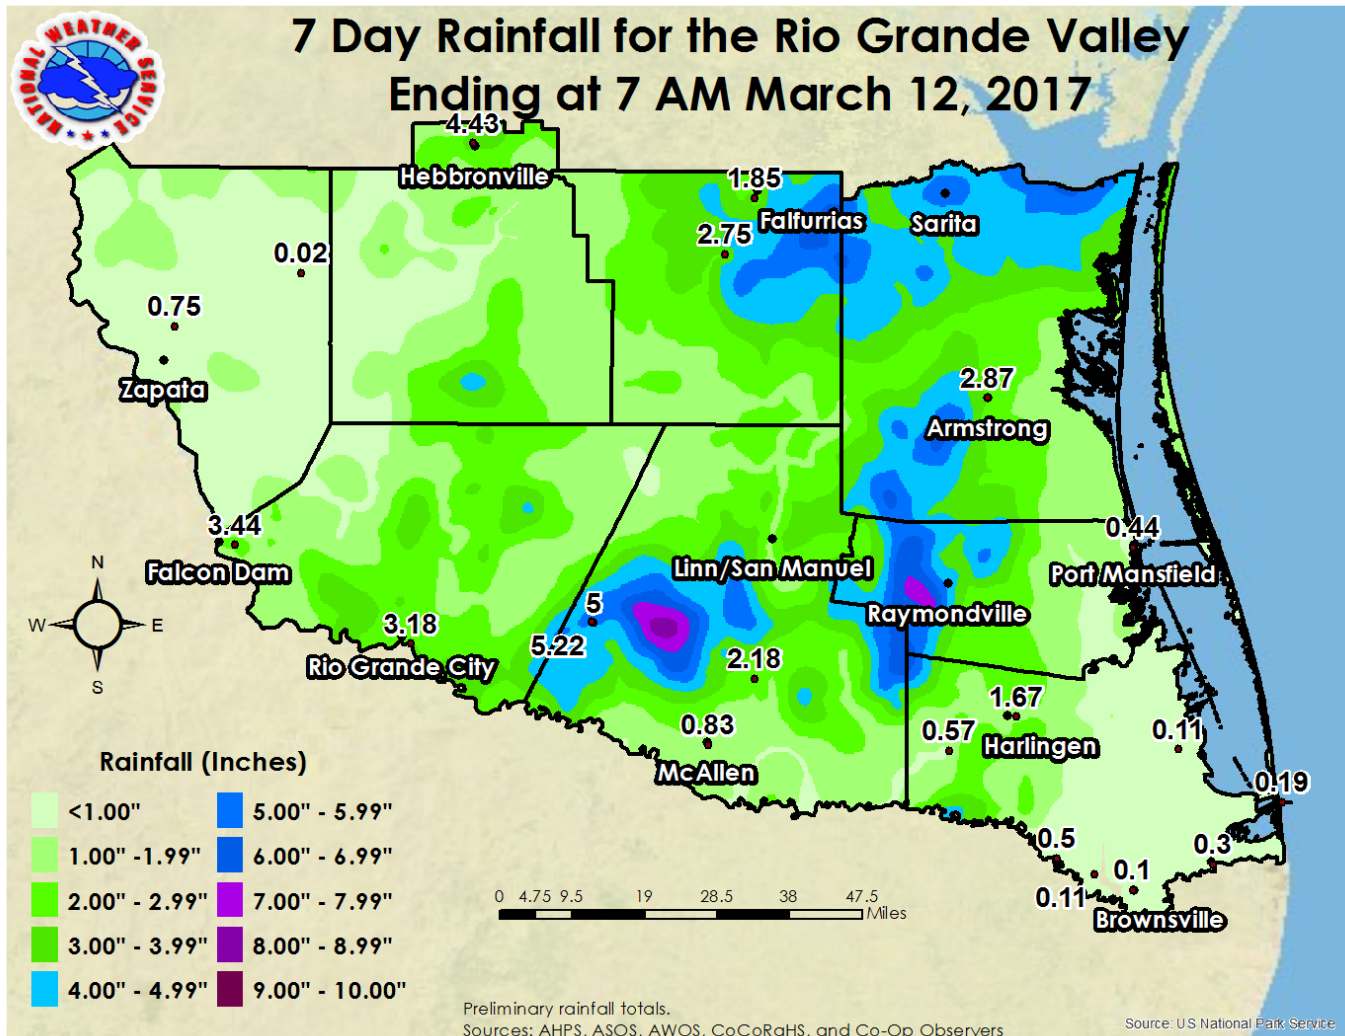 7 Day Rainfall for the Rio Grande Valley
Ending at 7 AM March 12, 2017
NATIONAL WEATHER SERVICE
4.43
Hebbronville
1.85
Falfurrias
Sarita
2.75
0.02
0.75
Zapata
2.87
Armstrong
3.44
Falcon Dam
0.44
Port Mansfield
Linn/San Manuel
Raymondville
N
W
E
S
5
5.22
3.18
Rio Grande City
2.18
0.83
McAllen
1.67
0.57
Harlingen
0.11
0.19
0.5
0.3
0.1
0.11
Brownsville
Rainfall (Inches)
<1.00"
1.00" -1.99"
2.00" - 2.99"
3.00" - 3.99"
4.00" - 4.99"
5.00" - 5.99"
6.00" - 6.99"
7.00" - 7.99"
8.00" - 8.99"
9.00" - 10.00"
0 4.75 9.5 19 28.5 38 47.5
Miles
Preliminary rainfall totals.
Sources: AHPS, ASOS, AWOS, CoCoRaHS, and Co-Op Observers
Source: US National Park Service